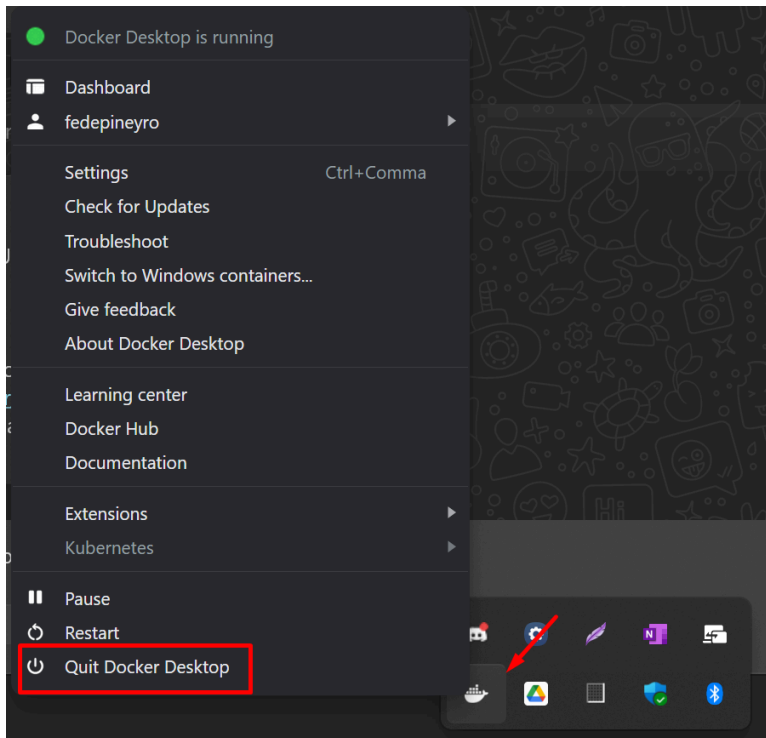 Docker Desktop is running
Dashboard
fedepineyro
Settings Ctrl+Comma
Check for Updates
Troubleshoot
Switch to Windows containers...
Give feedback
About Docker Desktop
Learning center
Docker Hub
Documentation
Extensions
Kubernetes
Hi
Pause
Restart
Quit Docker Desktop
N